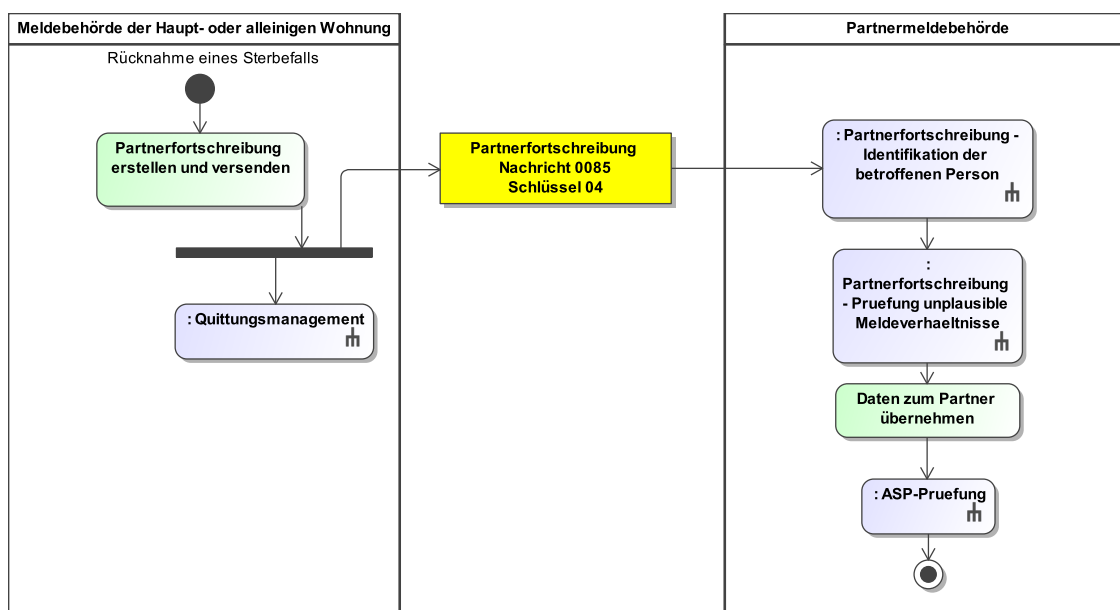 Meldebehörde der Haupt- oder alleinigen Wohnung
Rücknahme eines Sterbefalls
Partnerfortschreibung
erstellen und versenden
: Quittungsmanagement
Partnerfortschreibung
Nachricht 0085
Schlüssel 04
Partnermeldebehörde
: Partnerfortschreibung -
Identifikation der
betroffenen Person
:
Partnerfortschreibung
- Pruefung unplausible
Meldeverhaeltnisse
Daten zum Partner
übernehmen
: ASP-Pruefung